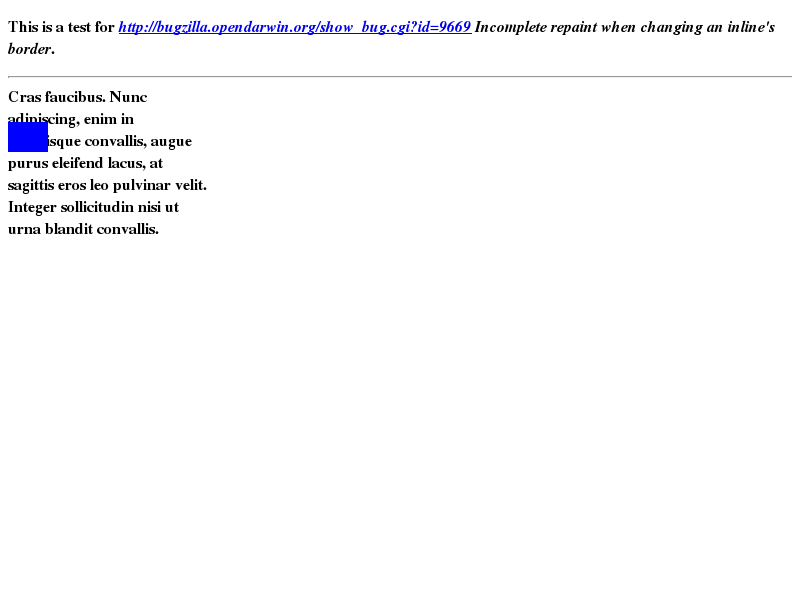 This is a test for http://bugzilla.opendarwin.org/show_bug.cgi?id=9669 Incomplete repaint when changing an inline's
border.
Cras faucibus. Nunc
adipiscing, enim in
isque convallis, augue
purus eleifend lacus, at
sagittis eros leo pulvinar velit.
Integer sollicitudin nisi ut
urna blandit convallis.